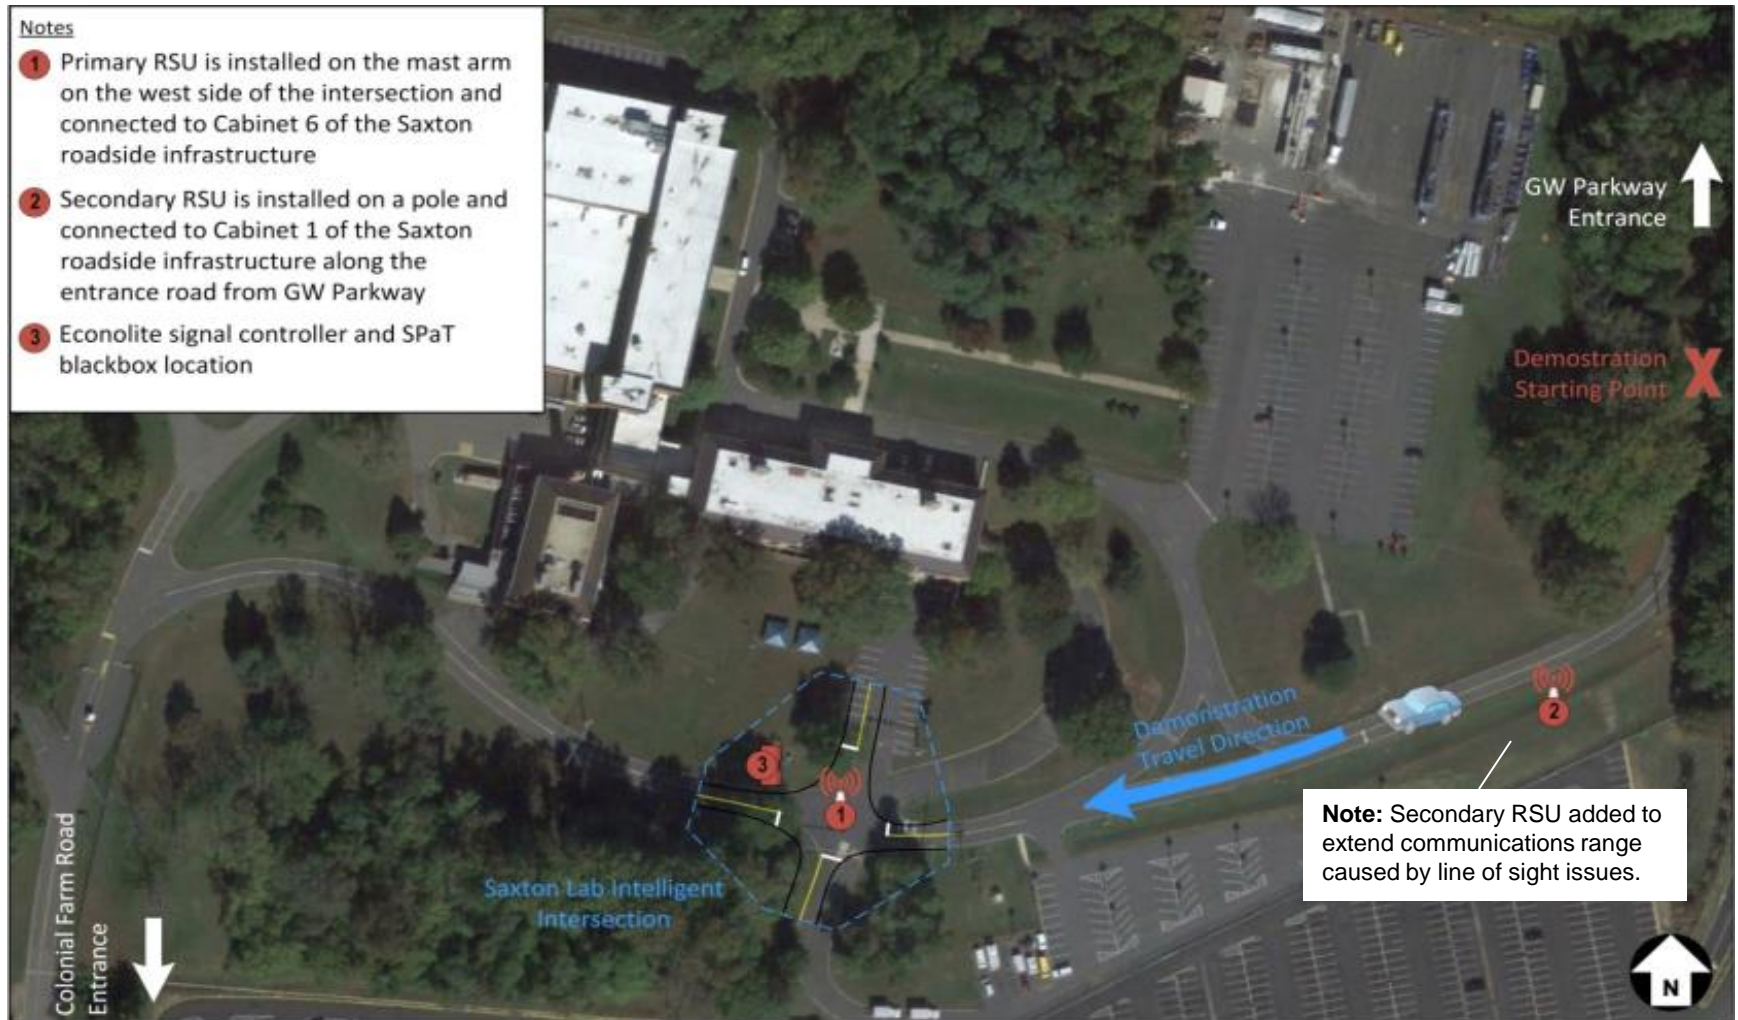 Notes
1 Primary RSU is installed on the mast arm
on the west side of the intersection and
connected to Cabinet 6 of the Saxton
roadside infrastructure
2 Secondary RSU is installed on a pole and
connected to Cabinet 1 of the Saxton
roadside infrastructure along the
entrance road from GW Parkway
3 Econolite signal controller and SPaT
blackbox location
GW Parkway
Entrance
Demostration
Starting Point
X
2
Demonstration
Travel Direction
3
1
Note: Secondary RSU added to
extend communications range
caused by line of sight issues.
Saxton Lab Intelligent
Intersection
Colonial Farm Road
Entrance
N